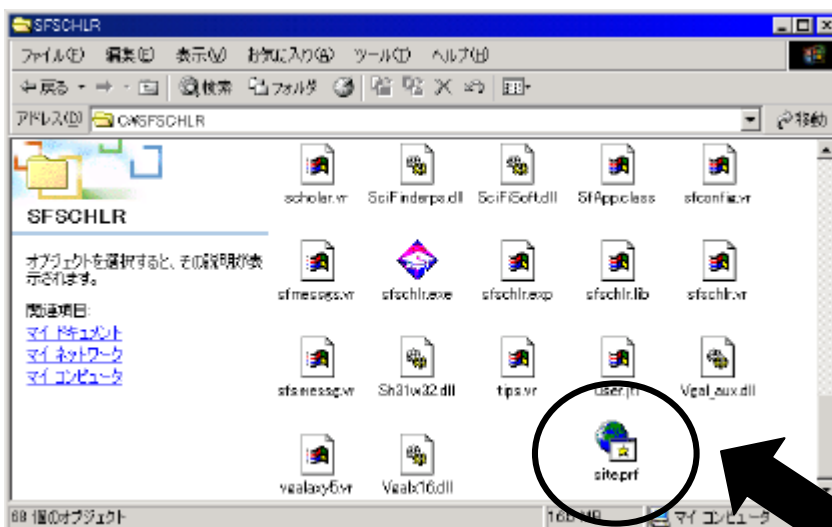 SFSCHLR
ファイル(F) 編集(E) 表示(V) お気に入り(A) ツール(T) ヘルプ(H)
戻る 検索 フォルダ
アドレス(D) C:¥SFSCHLR 移動
scholar.vr SciFinderps.dll SciFiSoft.dll SfApp.class sfconfig.vr
SFSCHLR
オブジェクトを選択すると、その説明が表
示されます。
sfmessgs.vr sfschlr.exe sfschlr.exp sfschlr.lib sfschlr.vr
関連項目:
マイ ドキュメント
マイ ネットワーク
マイ コンピュータ
sfsmessg.vr Sh31w32.dll tips.vr Vgal_aux.dll
site.prf
vgalaxy5.vr Vgalx16.dll
68 個のオブジェクト マイ コンピュータ